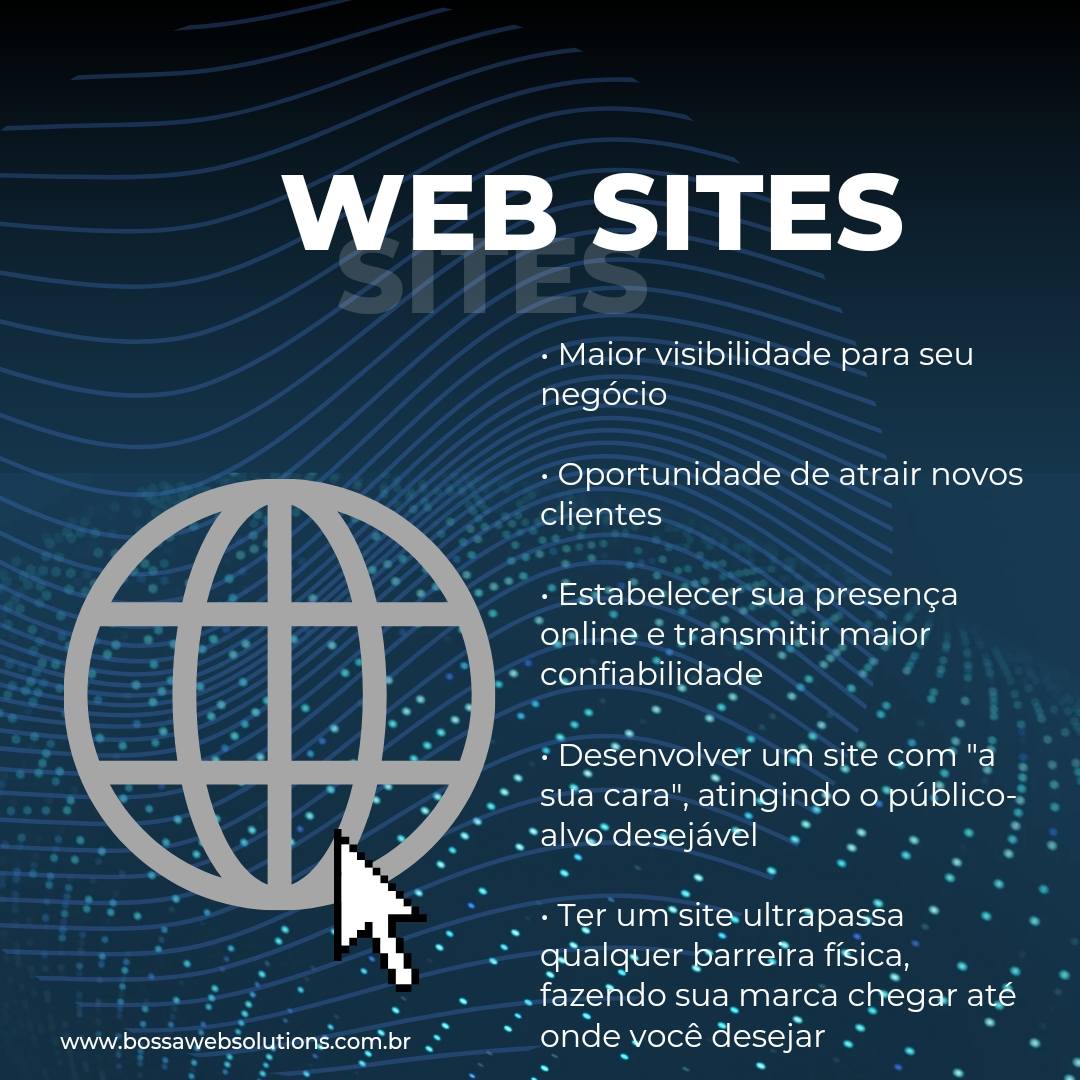 WEB SITES
SITES
• Maior visibilidade para seu
negócio
• Oportunidade de atrair novos
clientes
• Estabelecer sua presença
online e transmitir maior
confiabilidade
• Desenvolver um site com "a
sua cara", atingindo o público-
alvo desejável
• Ter um site ultrapassa
qualquer barreira física,
fazendo sua marca chegar até
onde você desejar
www.bossawebsolutions.com.br